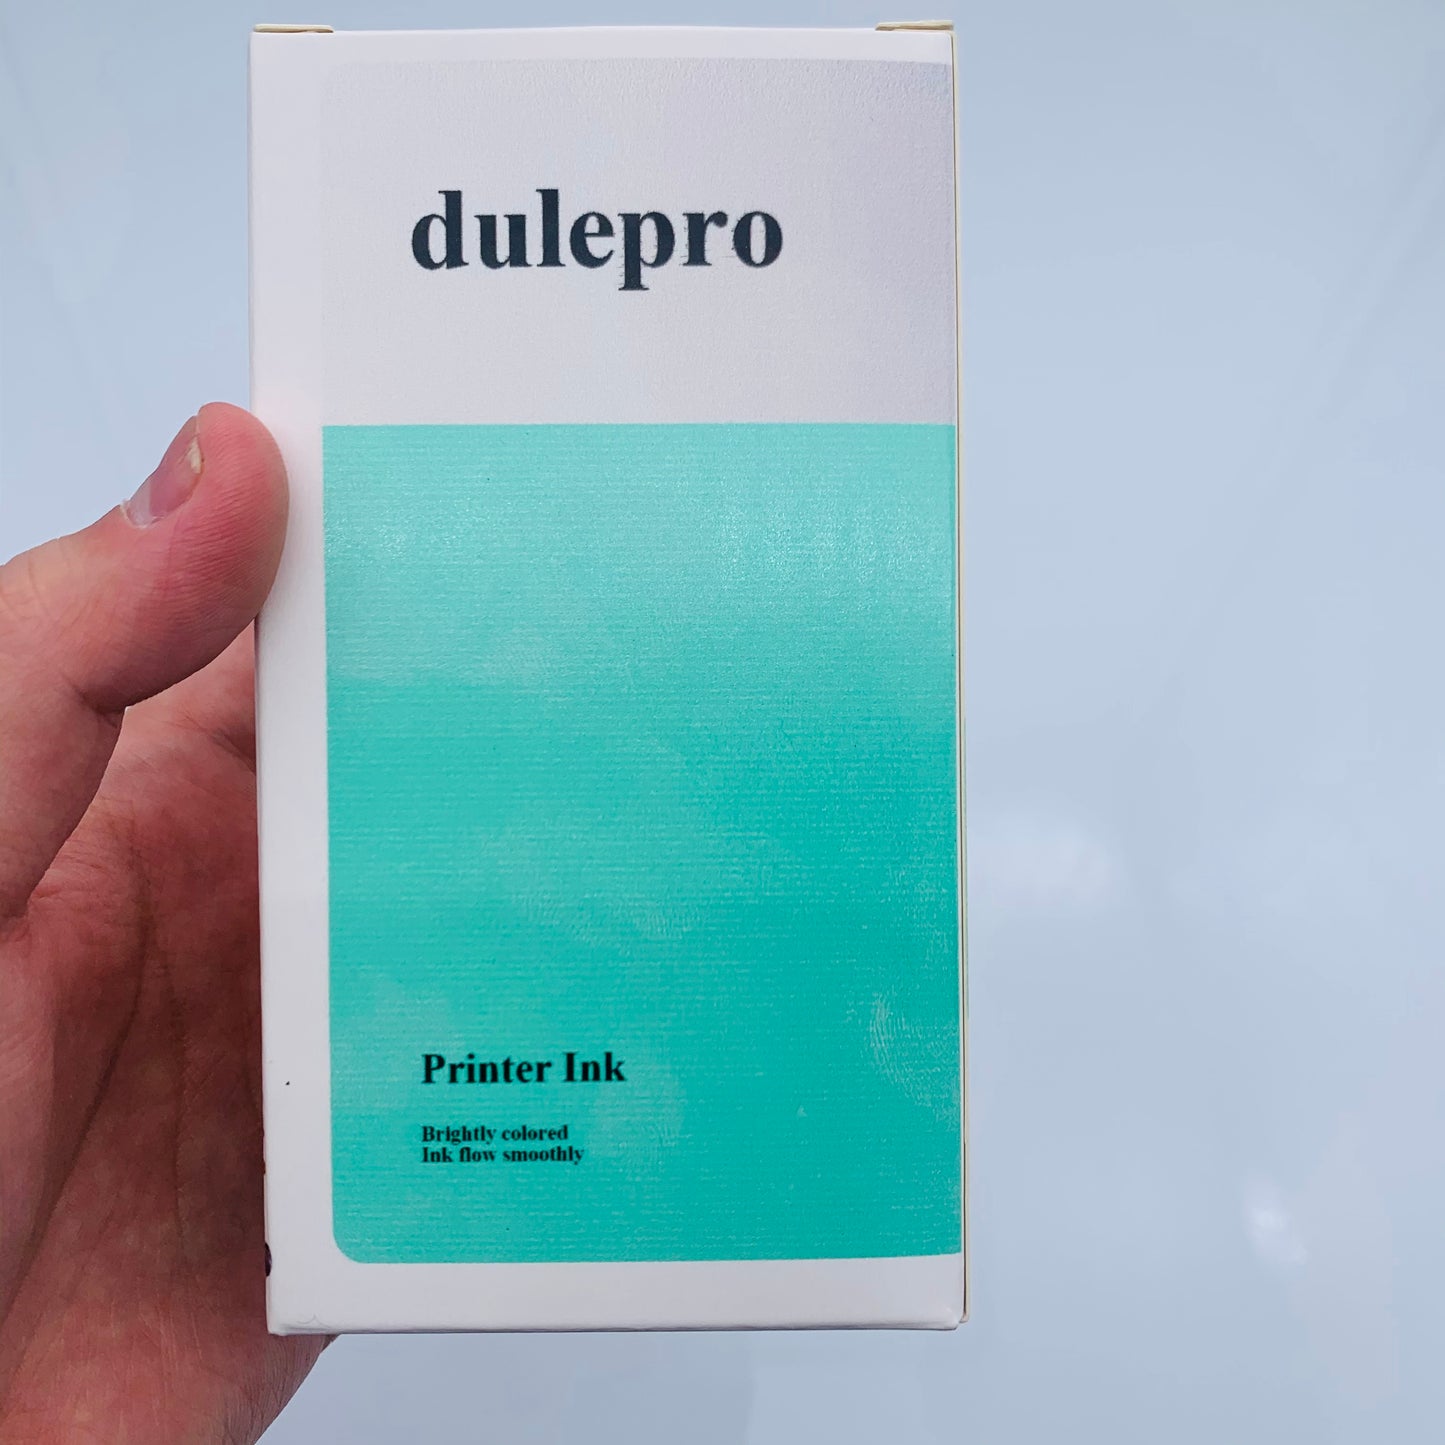 dulepro
Printer Ink
Brightly colored
Ink flow smoothly